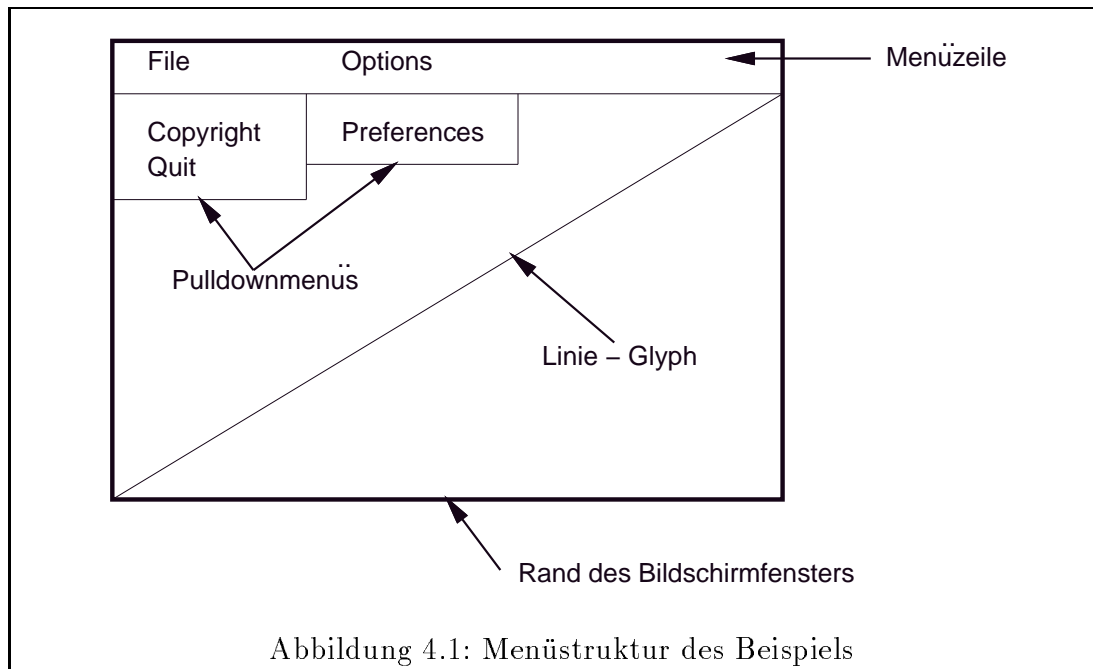 File Options Menüzeile
Copyright Preferences
Quit
Pulldownmenüs
Linie – Glyph
Rand des Bildschirmfensters
Abbildung 4.1: Menüstruktur des Beispiels